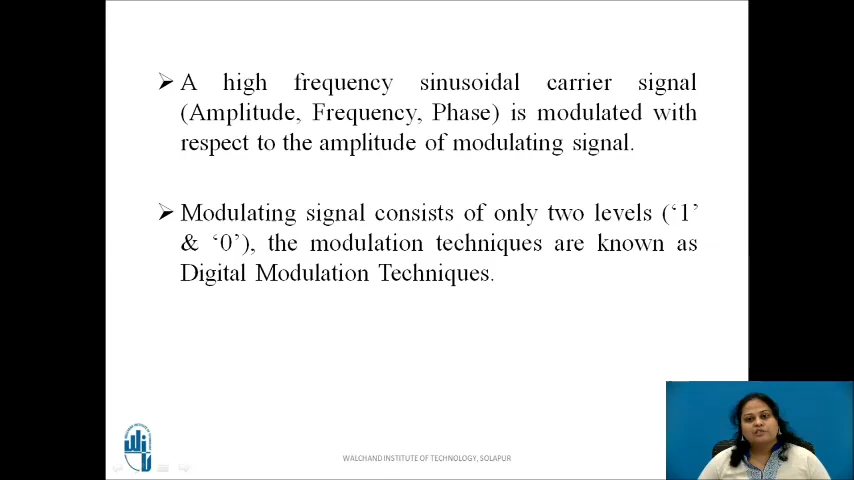 ➢ A high frequency sinusoidal carrier signal
(Amplitude, Frequency, Phase) is modulated with
respect to the amplitude of modulating signal.
➢ Modulating signal consists of only two levels (‘1’
& ‘0’), the modulation techniques are known as
Digital Modulation Techniques.
WALCHAND INSTITUTE OF TECHNOLOGY, SOLAPUR